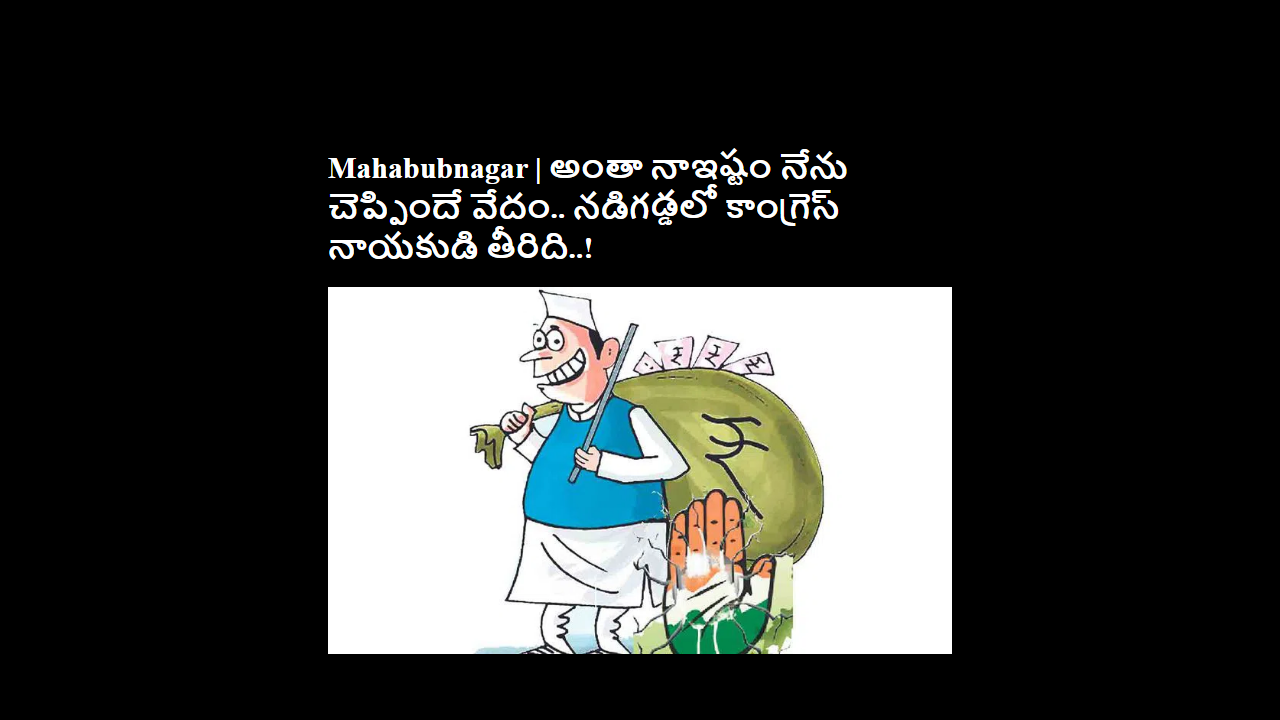 Mahabubnagar | అంతా నాఇష్టం నేను
చెప్పిందే వేదం.. నడిగడ్డలో కాంగ్రెస్
నాయకుడి తీరిది..!
₹ ₹ ₹
₹